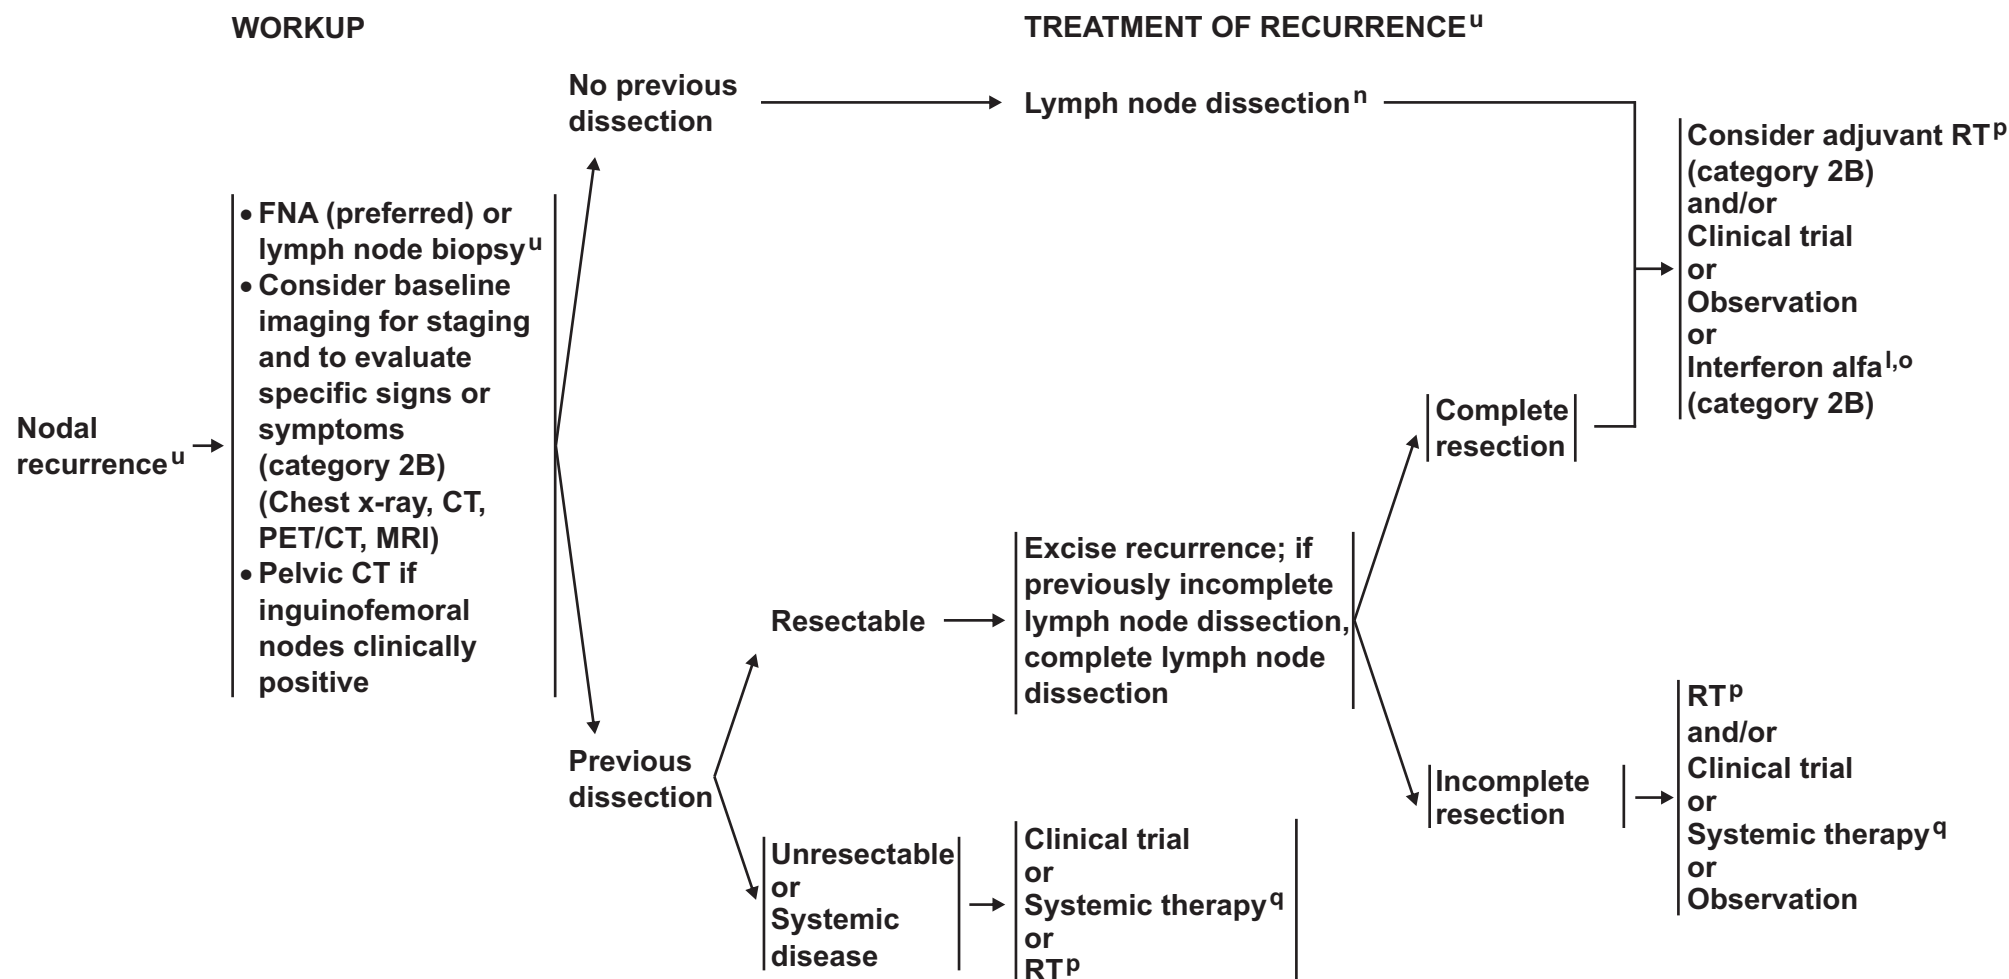 WORKUP
TREATMENT OF RECURRENCEᵘ
No previous
dissection
Lymph node dissectionⁿ
Consider adjuvant RTᵖ
(category 2B)
and/or
Clinical trial
or
Observation
or
Interferon alfaˡ,ᵒ
(category 2B)
Nodal
recurrenceᵘ
• FNA (preferred) or
lymph node biopsyᵘ
• Consider baseline
imaging for staging
and to evaluate
specific signs or
symptoms
(category 2B)
(Chest x-ray, CT,
PET/CT, MRI)
• Pelvic CT if
inguinofemoral
nodes clinically
positive
Complete
resection
Resectable
Excise recurrence; if
previously incomplete
lymph node dissection,
complete lymph node
dissection
Previous
dissection
Incomplete
resection
RTᵖ
and/or
Clinical trial
or
Systemic therapy^q
or
Observation
Unresectable
or
Systemic
disease
Clinical trial
or
Systemic therapy^q
or
RTᵖ